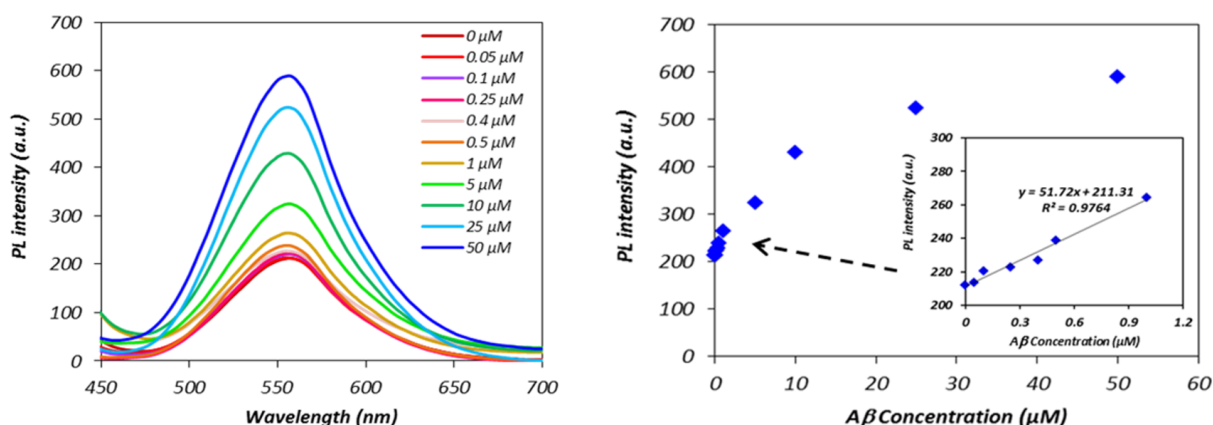 700
600
500
400
300
200
100
0
PL intensity (a.u.)
450
500
550
600
650
700
Wavelength (nm)
0 µM
0.05 µM
0.1 µM
0.25 µM
0.4 µM
0.5 µM
1 µM
5 µM
10 µM
25 µM
50 µM
700
600
500
400
300
200
100
0
PL intensity (a.u.)
0
10
20
30
40
50
60
Aβ Concentration (µM)
300
280
260
240
220
200
PL intensity (a.u.)
y = 51.72x + 211.31
R² = 0.9764
0
0.3
0.6
0.9
1.2
Aβ Concentration (µM)